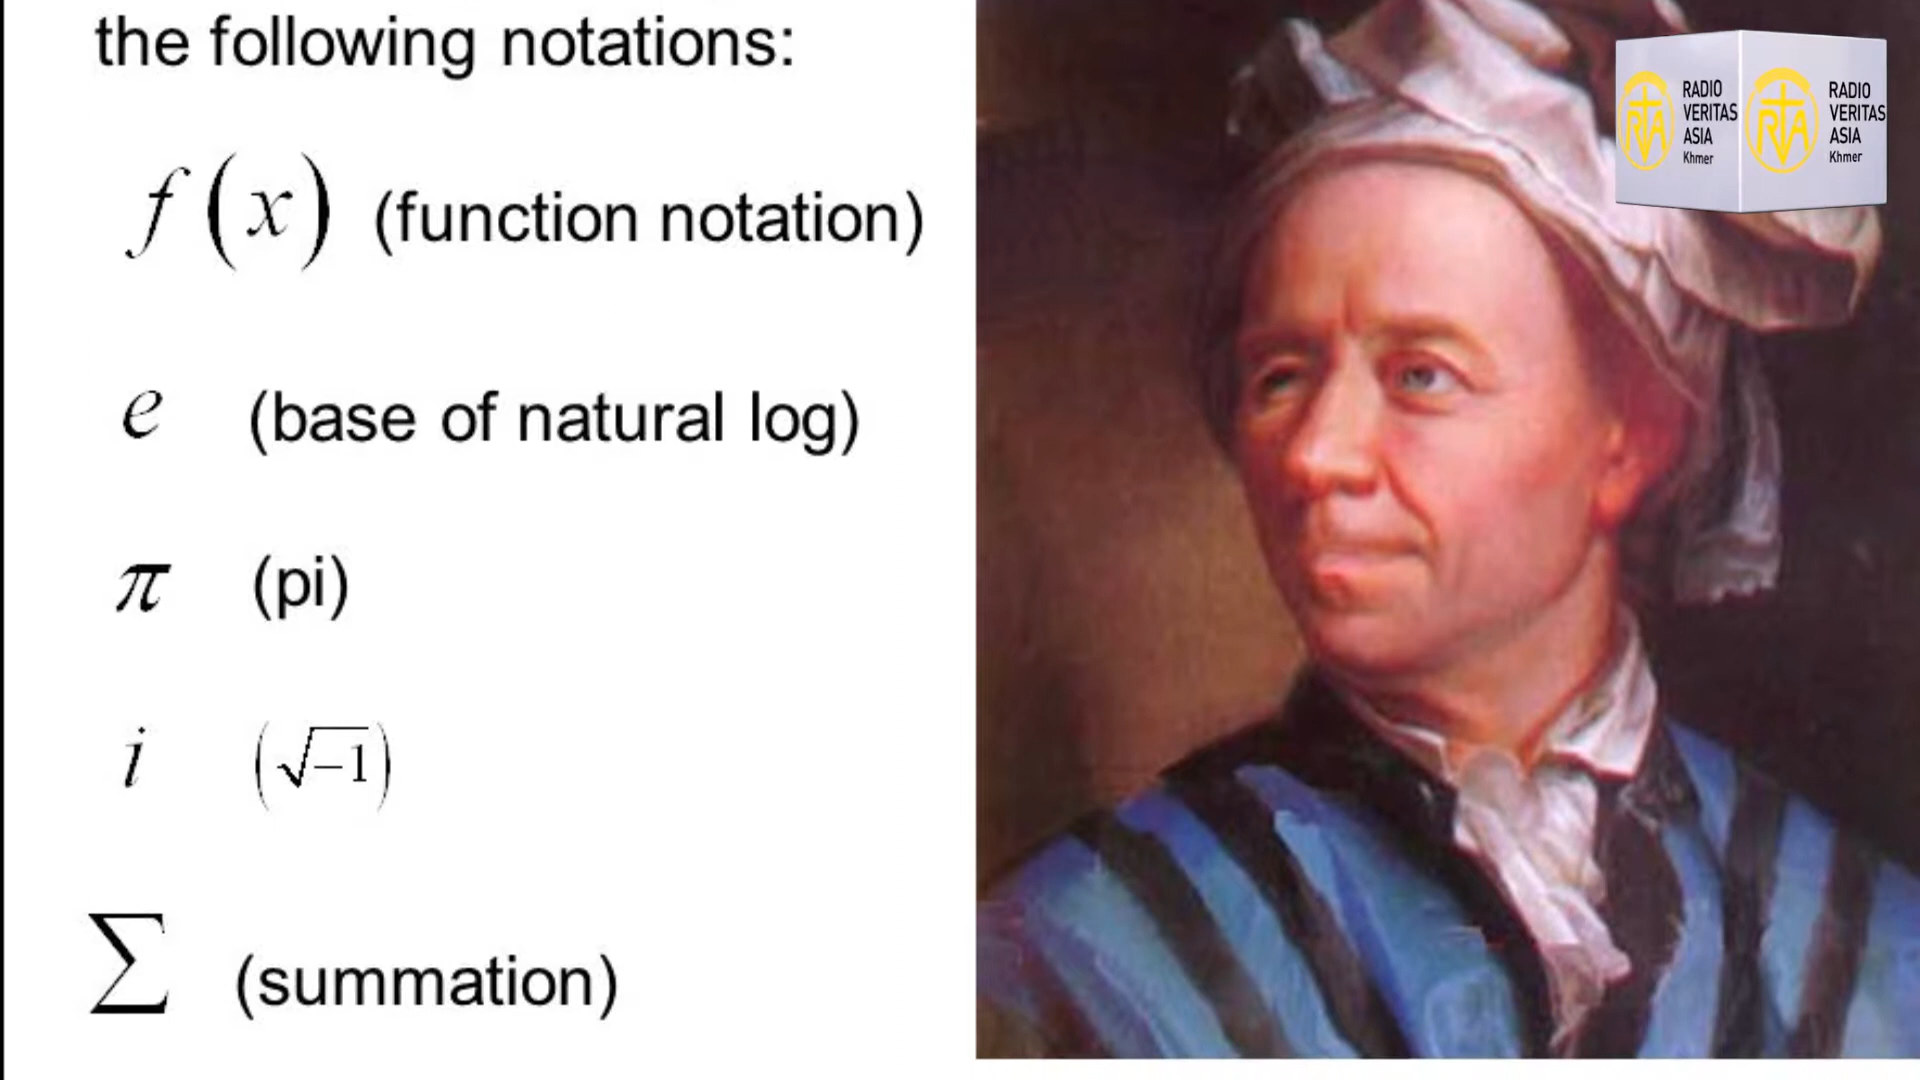 the following notations:
f(x) (function notation)
e (base of natural log)
π (pi)
i (√−1)
∑ (summation)
RADIO
VERITAS
ASIA
Khmer
RADIO
VERITAS
ASIA
Khmer